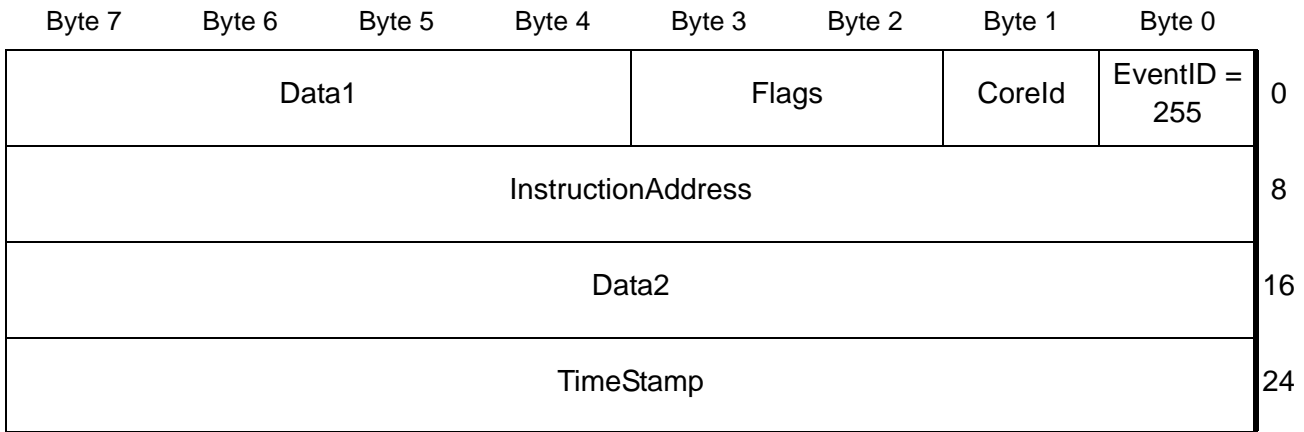 Byte 7 Byte 6 Byte 5 Byte 4 Byte 3 Byte 2 Byte 1 Byte 0
Data1 Flags CoreId EventID = 255 0
InstructionAddress 8
Data2 16
TimeStamp 24